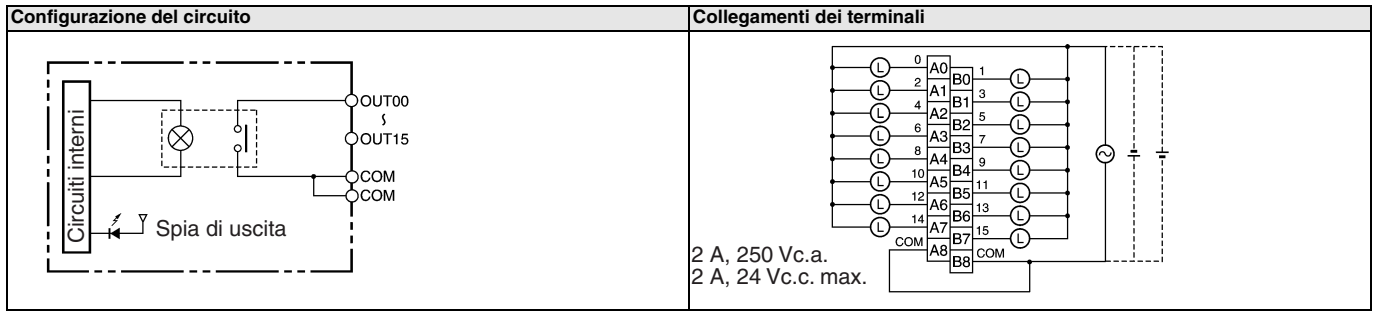 Configurazione del circuito
Collegamenti dei terminali
Circuiti interni
OUT00
OUT15
COM
COM
Spia di uscita
0 L A0
B0 1 L
2 L A1
B1 3 L
4 L A2
B2 5 L
6 L A3
B3 7 L
8 L A4
B4 9 L
10 L A5
B5 11 L
12 L A6
B6 13 L
14 L A7
B7 15 L
COM A8
B8 COM
2 A, 250 Vc.a.
2 A, 24 Vc.c. max.